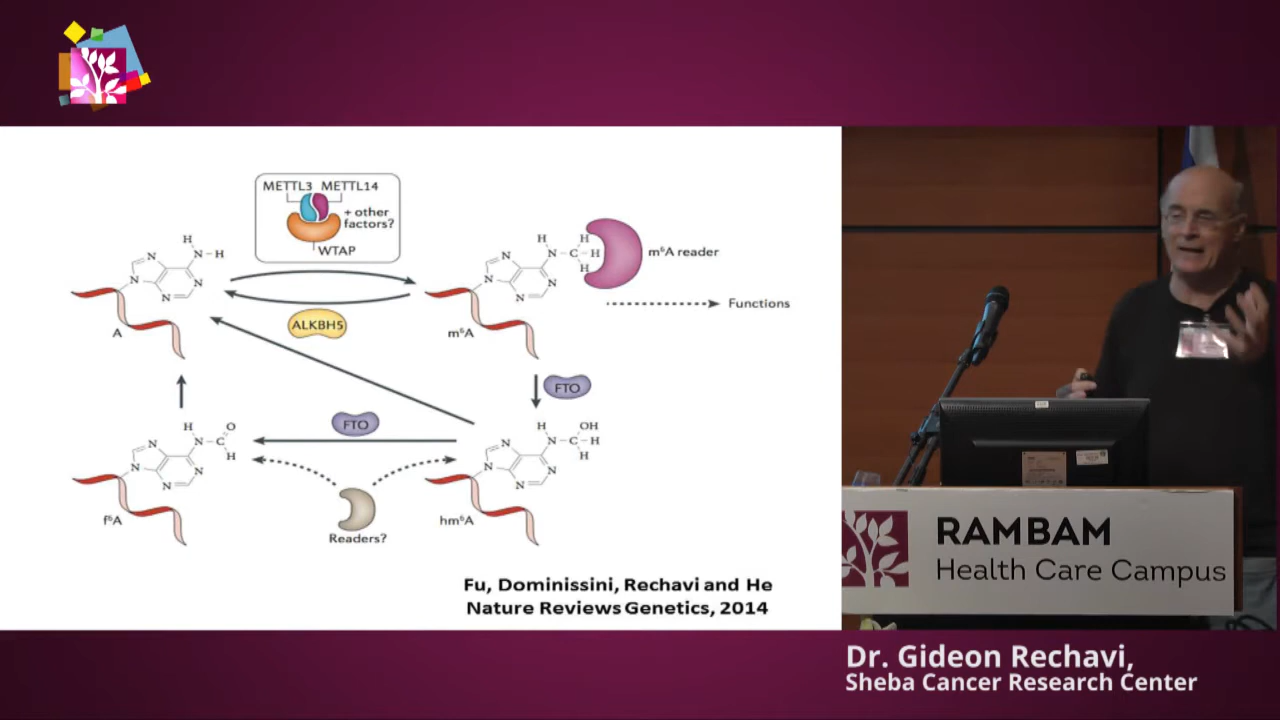 METTL3 METTL14
+ other
factors?
WTAP
H
N
N
H
N
N
N
A
H
N
C
H
H
H
N
N
N
N
m⁶A
m⁶A reader
Functions
ALKBH5
FTO
FTO
H
N
C
O
H
N
N
N
N
f⁶A
H
N
C
OH
H
H
N
N
N
N
hm⁶A
Readers?
Fu, Dominissini, Rechavi and He
Nature Reviews Genetics, 2014
RAMBAM
Health Care Campus
Dr. Gideon Rechavi,
Sheba Cancer Research Center